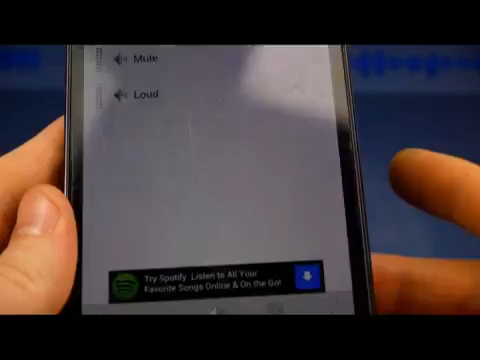 Mute
Loud
Try Spotify Listen to All Your
Favorite Songs Online & On the Go!